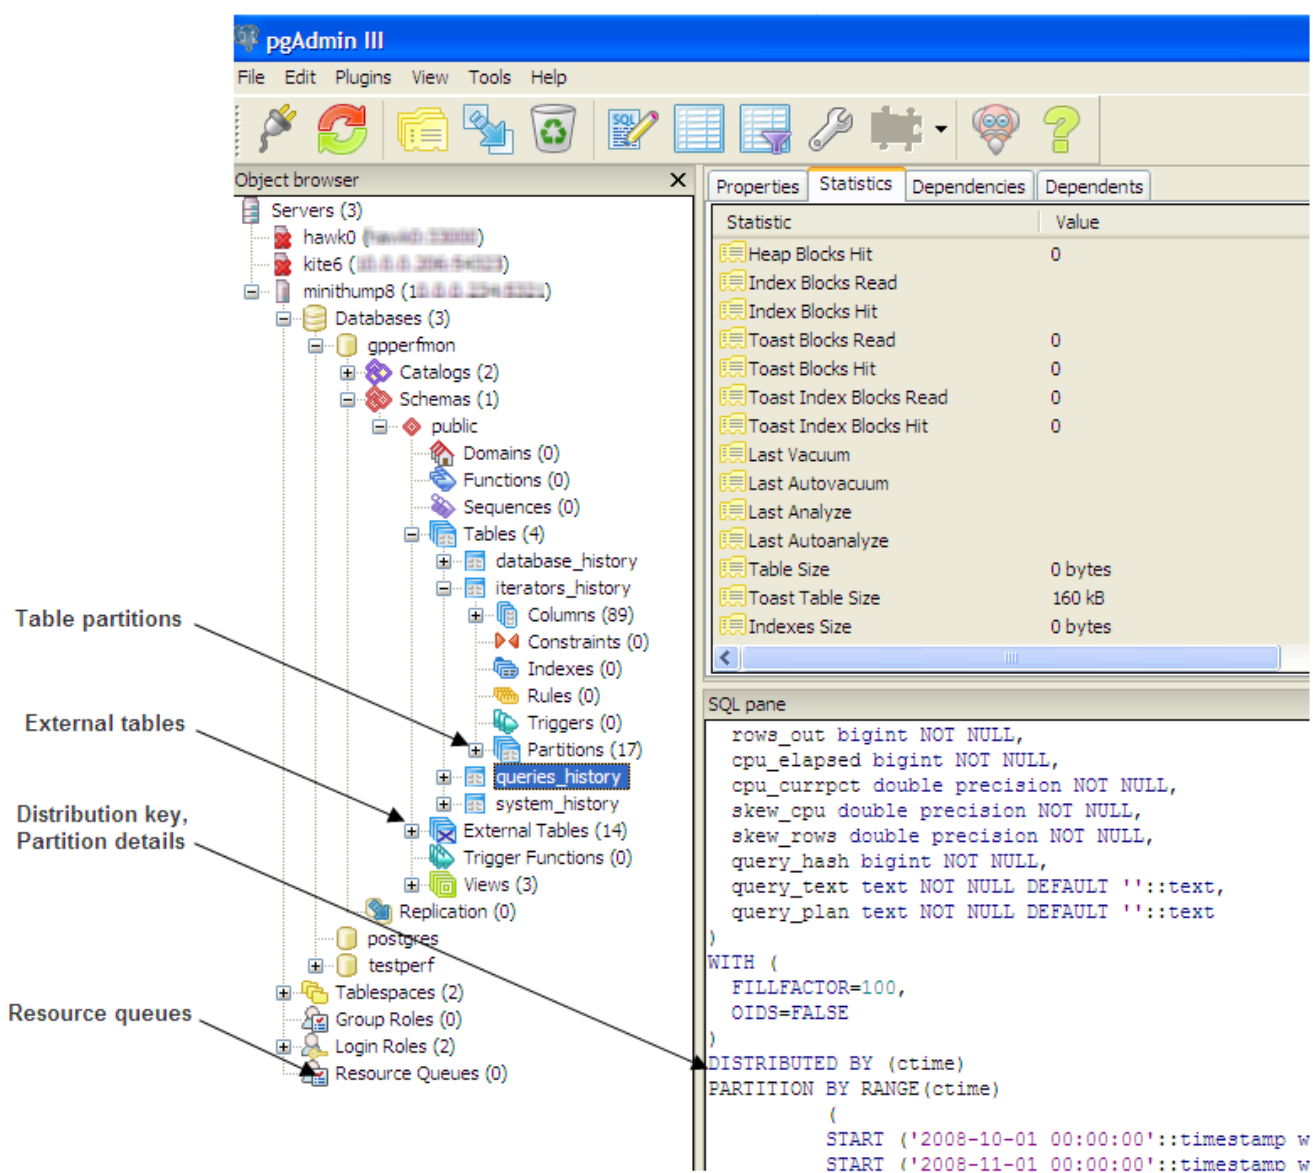 pgAdmin III
File Edit Plugins View Tools Help
SQL
Object browser
Servers (3)
hawk0 (
)
kite6 (
)
minithump8 (1
)
Databases (3)
gpperfmon
Catalogs (2)
Schemas (1)
public
Domains (0)
Functions (0)
Sequences (0)
Tables (4)
database_history
iterators_history
Columns (89)
Constraints (0)
Indexes (0)
Rules (0)
Triggers (0)
Partitions (17)
queries_history
system_history
External Tables (14)
Trigger Functions (0)
Views (3)
Replication (0)
postgres
testperf
Tablespaces (2)
Group Roles (0)
Login Roles (2)
Resource Queues (0)
Table partitions
External tables
Distribution key,
Partition details
Resource queues
Properties Statistics Dependencies Dependents
Statistic Value
Heap Blocks Hit 0
Index Blocks Read
Index Blocks Hit
Toast Blocks Read 0
Toast Blocks Hit 0
Toast Index Blocks Read 0
Toast Index Blocks Hit 0
Last Vacuum
Last Autovacuum
Last Analyze
Last Autoanalyze
Table Size 0 bytes
Toast Table Size 160 kB
Indexes Size 0 bytes
SQL pane
rows_out bigint NOT NULL,
cpu_elapsed bigint NOT NULL,
cpu_currpct double precision NOT NULL,
skew_cpu double precision NOT NULL,
skew_rows double precision NOT NULL,
query_hash bigint NOT NULL,
query_text text NOT NULL DEFAULT ''::text,
query_plan text NOT NULL DEFAULT ''::text
)
WITH (
FILLFACTOR=100,
OIDS=FALSE
)
DISTRIBUTED BY (ctime)
PARTITION BY RANGE(ctime)
(
START ('2008-10-01 00:00:00'::timestamp w
START ('2008-11-01 00:00:00'::timestamp w